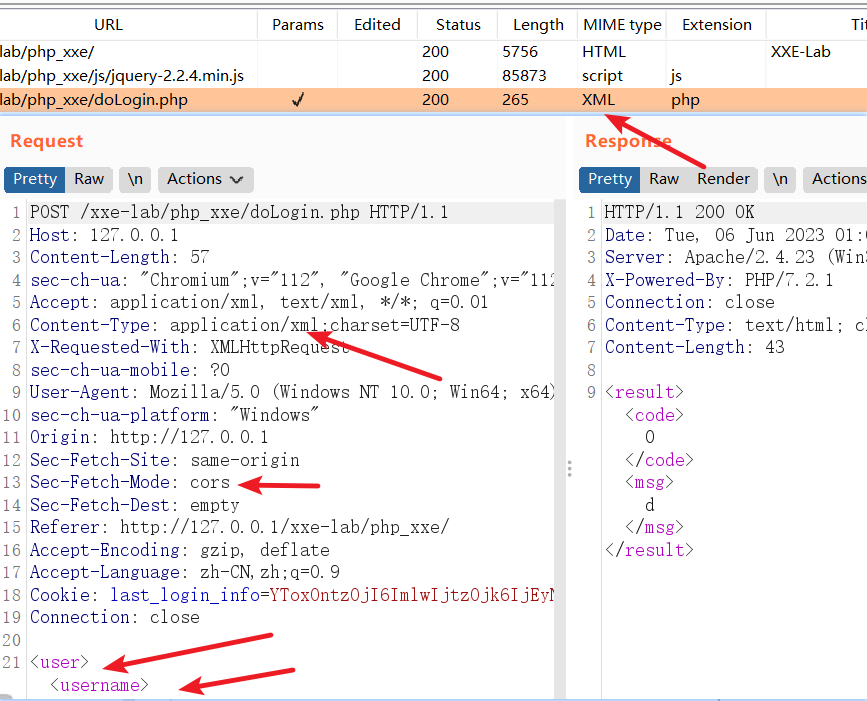 URL Params Edited Status Length MIME type Extension
lab/php_xxe/ 200 5756 HTML XXE-Lab
lab/php_xxe/js/jquery-2.2.4.min.js 200 85873 script js
lab/php_xxe/doLogin.php ✓ 200 265 XML php
Request
Pretty Raw \n Actions
1 POST /xxe-lab/php_xxe/doLogin.php HTTP/1.1
2 Host: 127.0.0.1
3 Content-Length: 57
4 sec-ch-ua: "Chromium";v="112", "Google Chrome";v="112
5 Accept: application/xml, text/xml, */*; q=0.01
6 Content-Type: application/xml;charset=UTF-8
7 X-Requested-With: XMLHttpRequest
8 sec-ch-ua-mobile: ?0
9 User-Agent: Mozilla/5.0 (Windows NT 10.0; Win64; x64)
10 sec-ch-ua-platform: "Windows"
11 Origin: http://127.0.0.1
12 Sec-Fetch-Site: same-origin
13 Sec-Fetch-Mode: cors
14 Sec-Fetch-Dest: empty
15 Referer: http://127.0.0.1/xxe-lab/php_xxe/
16 Accept-Encoding: gzip, deflate
17 Accept-Language: zh-CN,zh;q=0.9
18 Cookie: last_login_info=
19 Connection: close
20
21 <user>
<username>
Response
Pretty Raw Render \n Actions
1 HTTP/1.1 200 OK
2 Date: Tue, 06 Jun 2023
3 Server: Apache/2.4.23
4 X-Powered-By: PHP/7.2.1
5 Connection: close
6 Content-Type: text/html;
7 Content-Length: 43
8
9 <result>
<code>
0
</code>
<msg>
d
</msg>
</result>